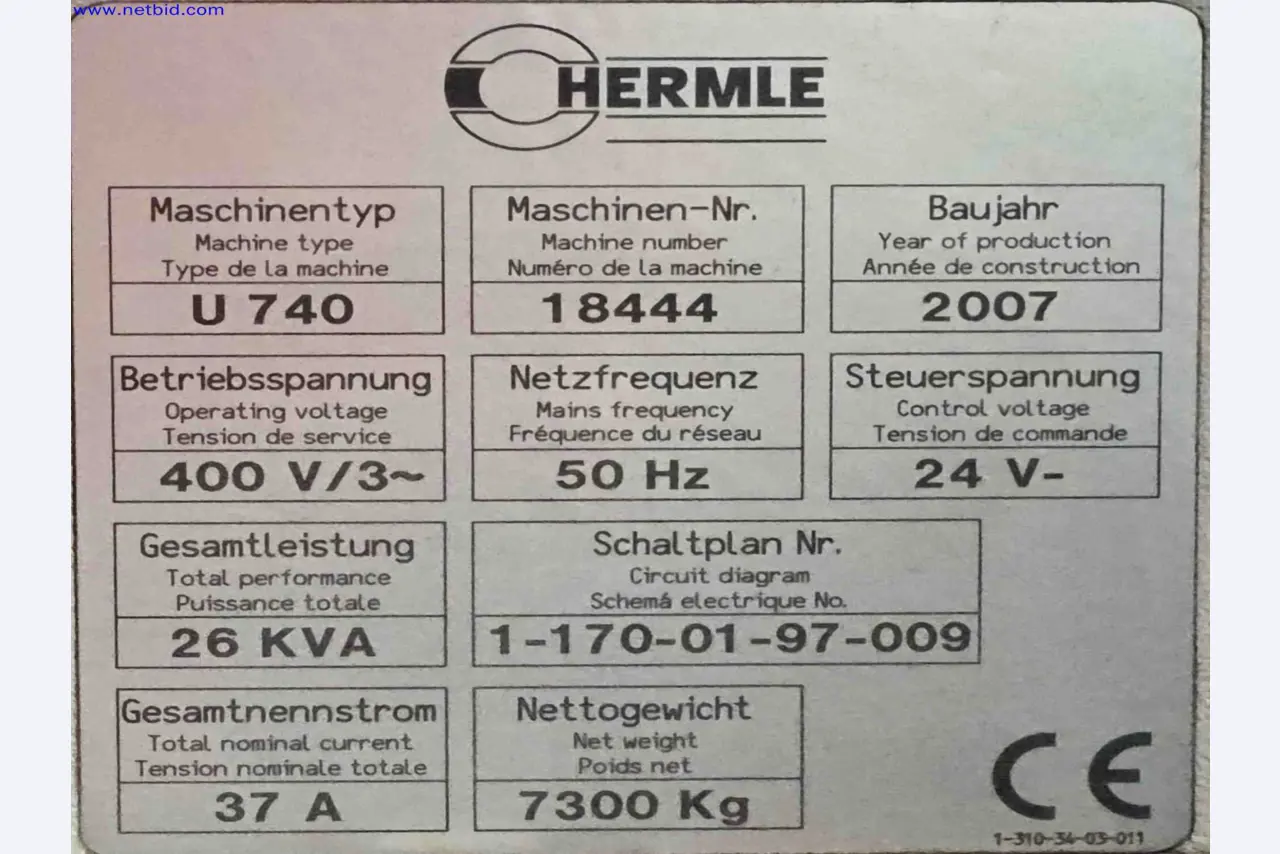 www.netbid.com
HERMLE
Maschinentyp
Machine type
Type de la machine
U 740
Maschinen-Nr.
Machine number
Numéro de la machine
18444
Baujahr
Year of production
Année de construction
2007
Betriebsspannung
Operating voltage
Tension de service
400 V/3~
Netzfrequenz
Mains frequency
Fréquence du réseau
50 Hz
Steuerspannung
Control voltage
Tension de commande
24 V-
Gesamtleistung
Total performance
Puissance totale
26 KVA
Schaltplan Nr.
Circuit diagram
Schemá electrique No.
1-170-01-97-009
Gesamtnennstrom
Total nominal current
Tension nominale totale
37 A
Nettogewicht
Net weight
Poids net
7300 Kg
CE
1-310-34-03-011